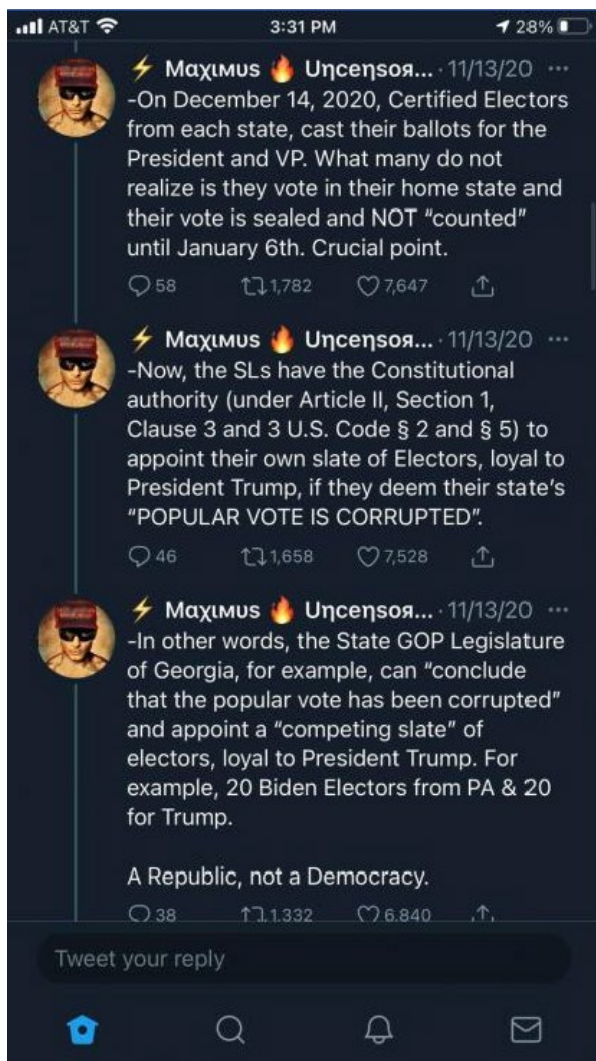 AT&T 3:31 PM 28%
⚡ Mαχιмυs 🔥 Uηceηsoя... · 11/13/20 ···
-On December 14, 2020, Certified Electors
from each state, cast their ballots for the
President and VP. What many do not
realize is they vote in their home state and
their vote is sealed and NOT “counted”
until January 6th. Crucial point.
58 1,782 7,647
⚡ Mαχιмυs 🔥 Uηceηsoя... · 11/13/20 ···
-Now, the SLs have the Constitutional
authority (under Article II, Section 1,
Clause 3 and 3 U.S. Code § 2 and § 5) to
appoint their own slate of Electors, loyal to
President Trump, if they deem their state’s
“POPULAR VOTE IS CORRUPTED”.
46 1,658 7,528
⚡ Mαχιмυs 🔥 Uηceηsoя... · 11/13/20 ···
-In other words, the State GOP Legislature
of Georgia, for example, can “conclude
that the popular vote has been corrupted”
and appoint a “competing slate” of
electors, loyal to President Trump. For
example, 20 Biden Electors from PA & 20
for Trump.
A Republic, not a Democracy.
38 1,332 6,840
Tweet your reply